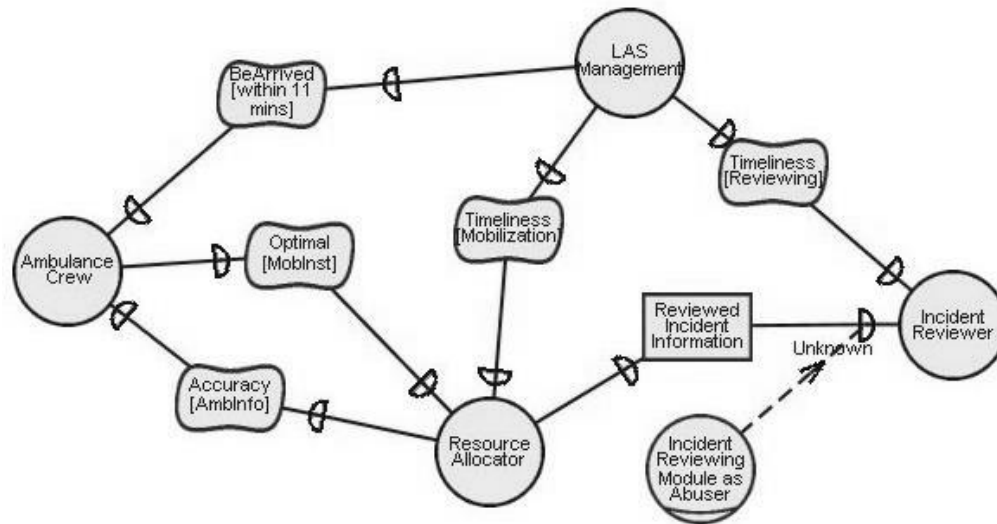 LAS
Management
BeArrived
[within 11
mins]
Timeliness
[Reviewing]
Optimal
[MobInst]
Timeliness
[Mobilization]
Ambulance
Crew
Reviewed
Incident
Information
Incident
Reviewer
Unknown
Accuracy
[AmbInfo]
Resource
Allocator
Incident
Reviewing
Module as
Abuser